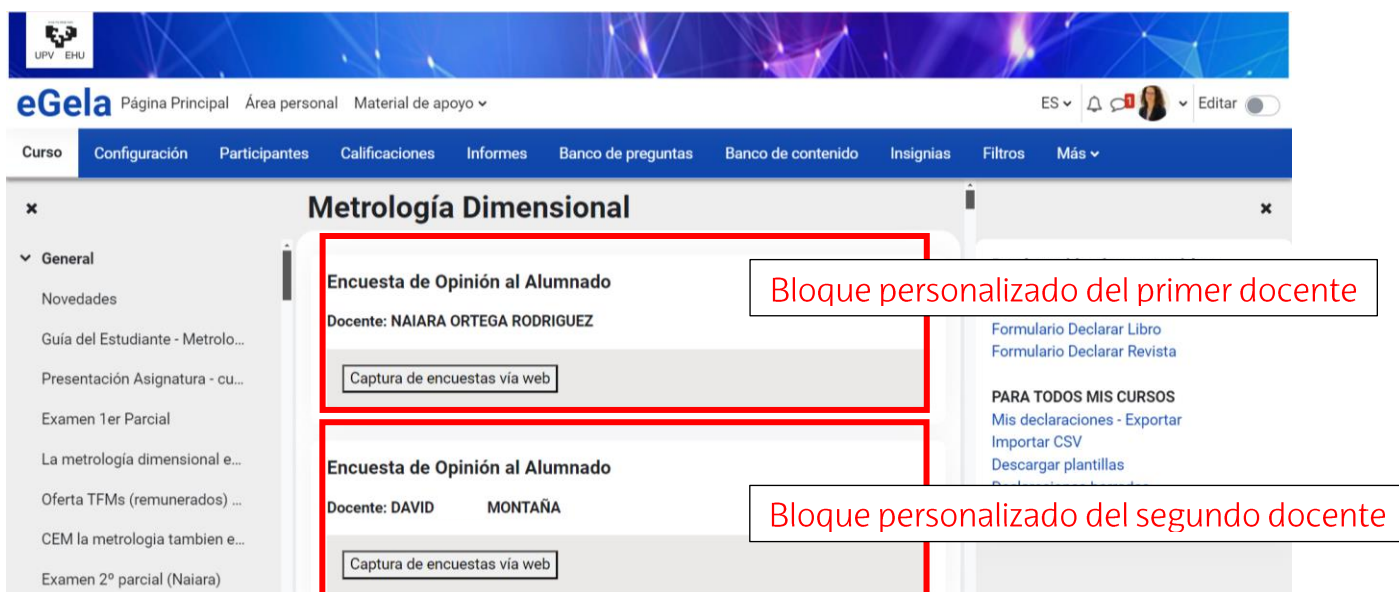 UPV EHU
eGela Página Principal Área personal Material de apoyo ES 1 Editar
Curso Configuración Participantes Calificaciones Informes Banco de preguntas Banco de contenido Insignias Filtros Más
Metrología Dimensional
General
Novedades
Guía del Estudiante - Metrolo...
Presentación Asignatura - cu...
Examen 1er Parcial
La metrología dimensional e...
Oferta TFMs (remunerados) ...
CEM la metrologia tambien e...
Examen 2º parcial (Naiara)
Encuesta de Opinión al Alumnado
Docente: NAIARA ORTEGA RODRIGUEZ
Captura de encuestas vía web
Bloque personalizado del primer docente
Encuesta de Opinión al Alumnado
Docente: DAVID MONTAÑA
Captura de encuestas vía web
Bloque personalizado del segundo docente
Formulario Declarar Libro
Formulario Declarar Revista
PARA TODOS MIS CURSOS
Mis declaraciones - Exportar
Importar CSV
Descargar plantillas